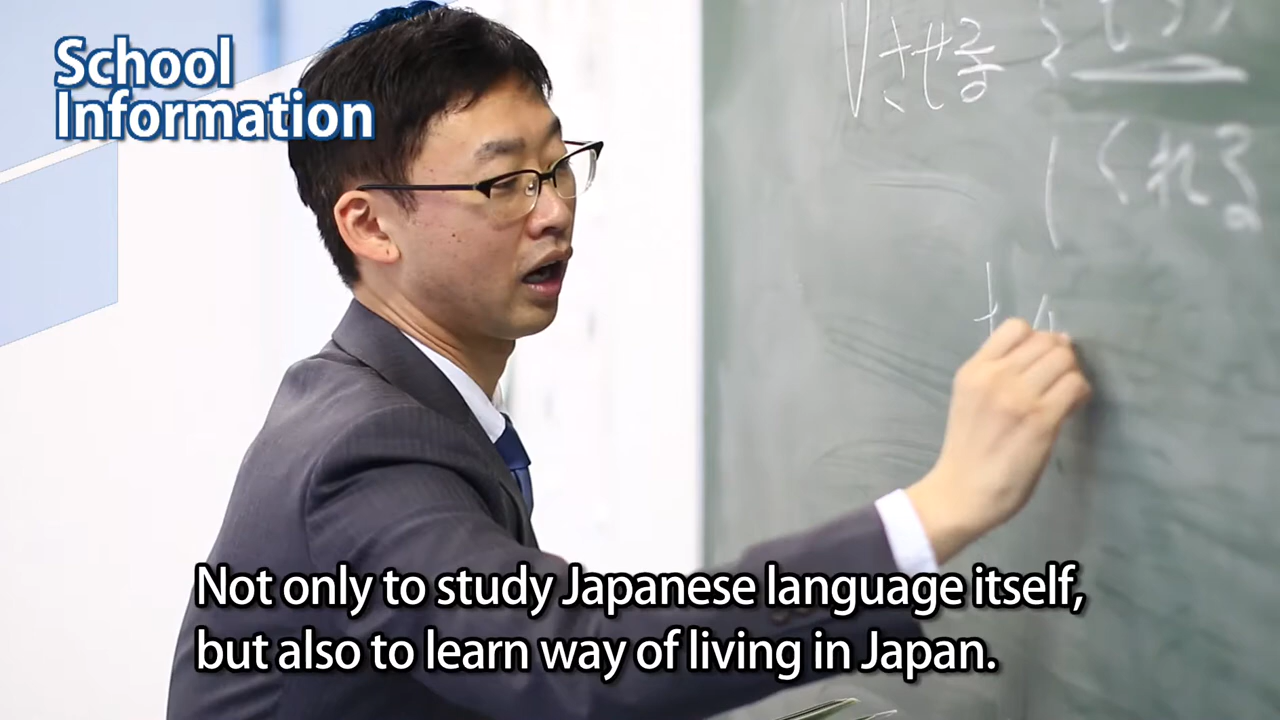 School
Information
Vさせる
くれる
Not only to study Japanese language itself,
but also to learn way of living in Japan.